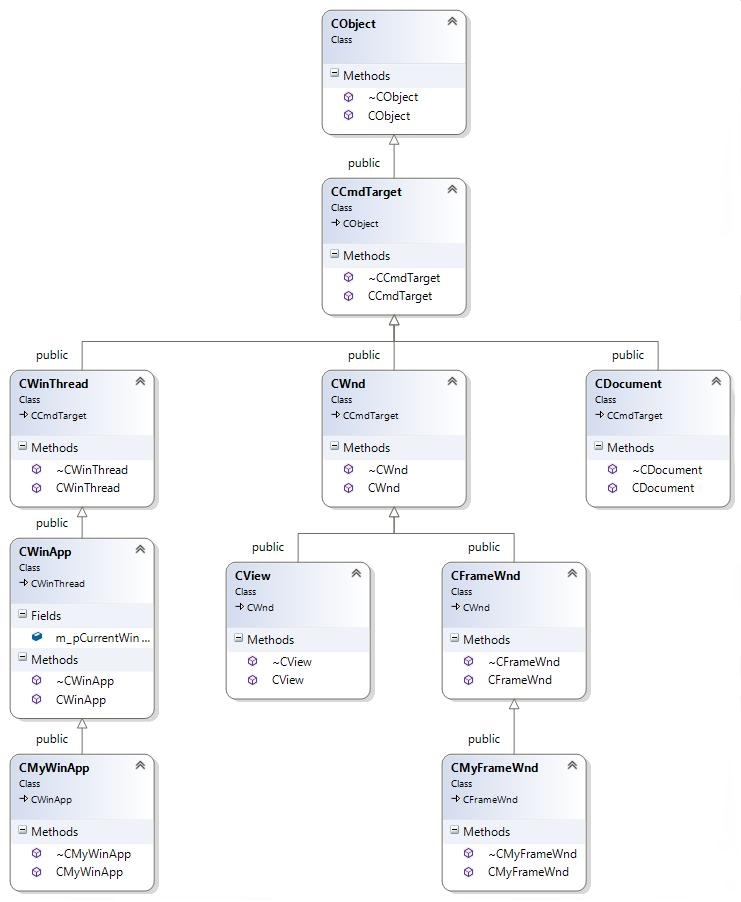 CObject
Class
Methods
~CObject
CObject
public
CCmdTarget
Class
CObject
Methods
~CCmdTarget
CCmdTarget
public
public
public
CWinThread
Class
CCmdTarget
Methods
~CWinThread
CWinThread
CWnd
Class
CCmdTarget
Methods
~CWnd
CWnd
CDocument
Class
CCmdTarget
Methods
~CDocument
CDocument
public
CWinApp
Class
CWinThread
Fields
m_pCurrentWin ...
Methods
~CWinApp
CWinApp
public
public
CView
Class
CWnd
Methods
~CView
CView
CFrameWnd
Class
CWnd
Methods
~CFrameWnd
CFrameWnd
public
CMyWinApp
Class
CWinApp
Methods
~CMyWinApp
CMyWinApp
public
CMyFrameWnd
Class
CFrameWnd
Methods
~CMyFrameWnd
CMyFrameWnd